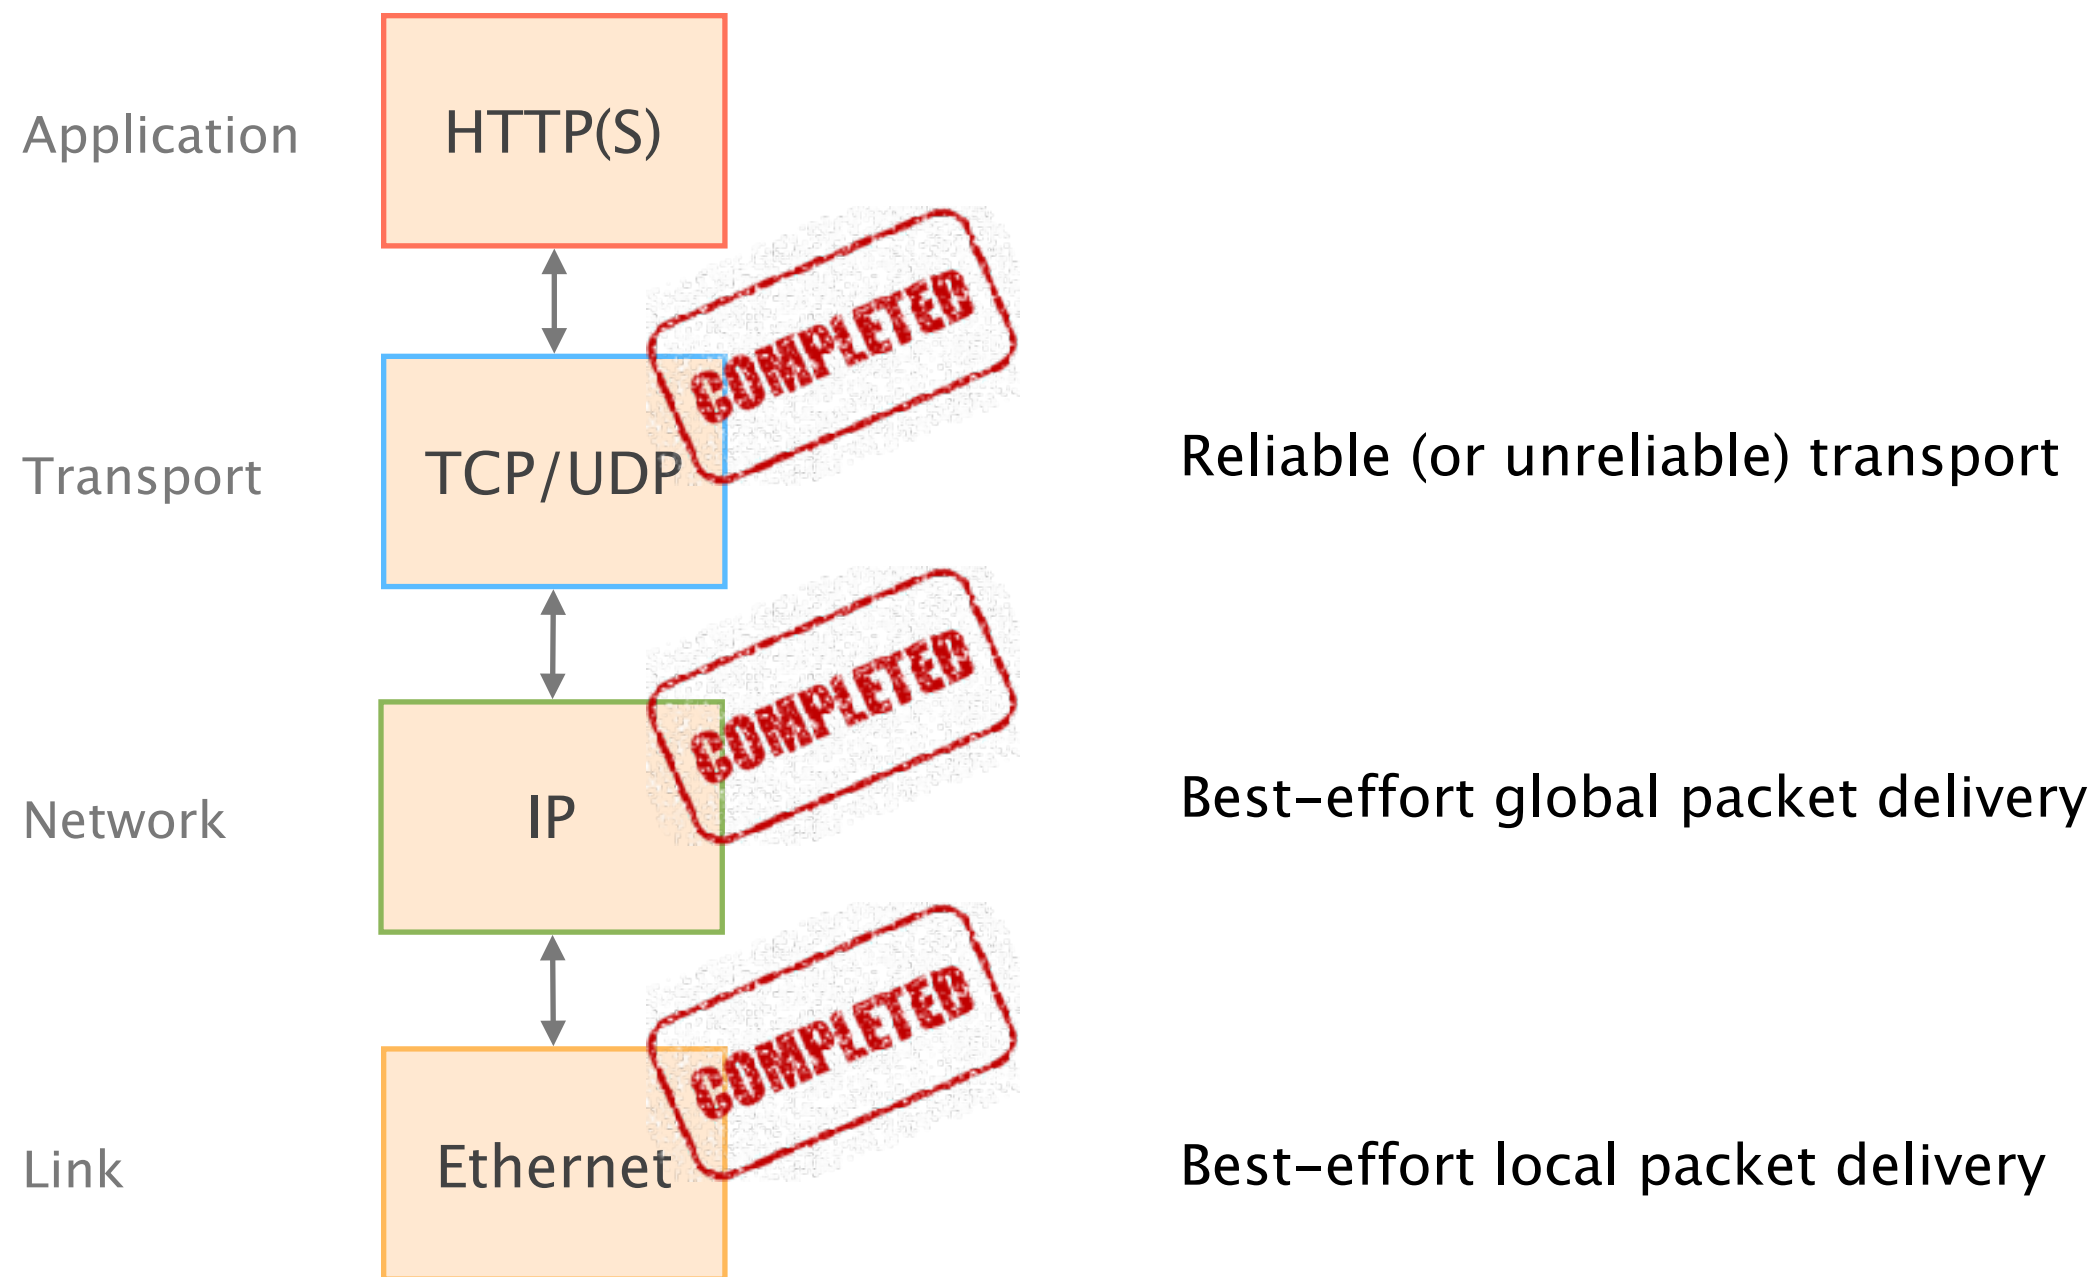 Application
HTTP(S)
COMPLETED
Transport
TCP/UDP
Reliable (or unreliable) transport
COMPLETED
Network
IP
Best-effort global packet delivery
COMPLETED
Link
Ethernet
Best-effort local packet delivery